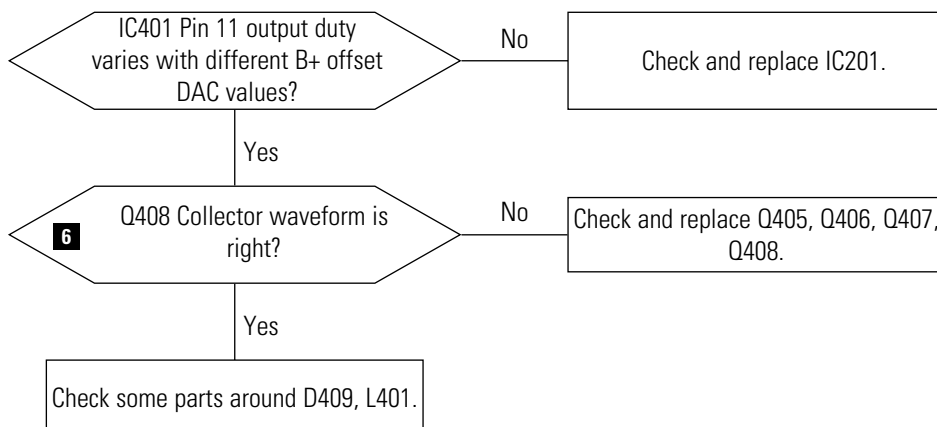 IC401 Pin 11 output duty
varies with different B+ offset
DAC values?
No
Check and replace IC201.
Yes
6
Q408 Collector waveform is
right?
No
Check and replace Q405, Q406, Q407,
Q408.
Yes
Check some parts around D409, L401.